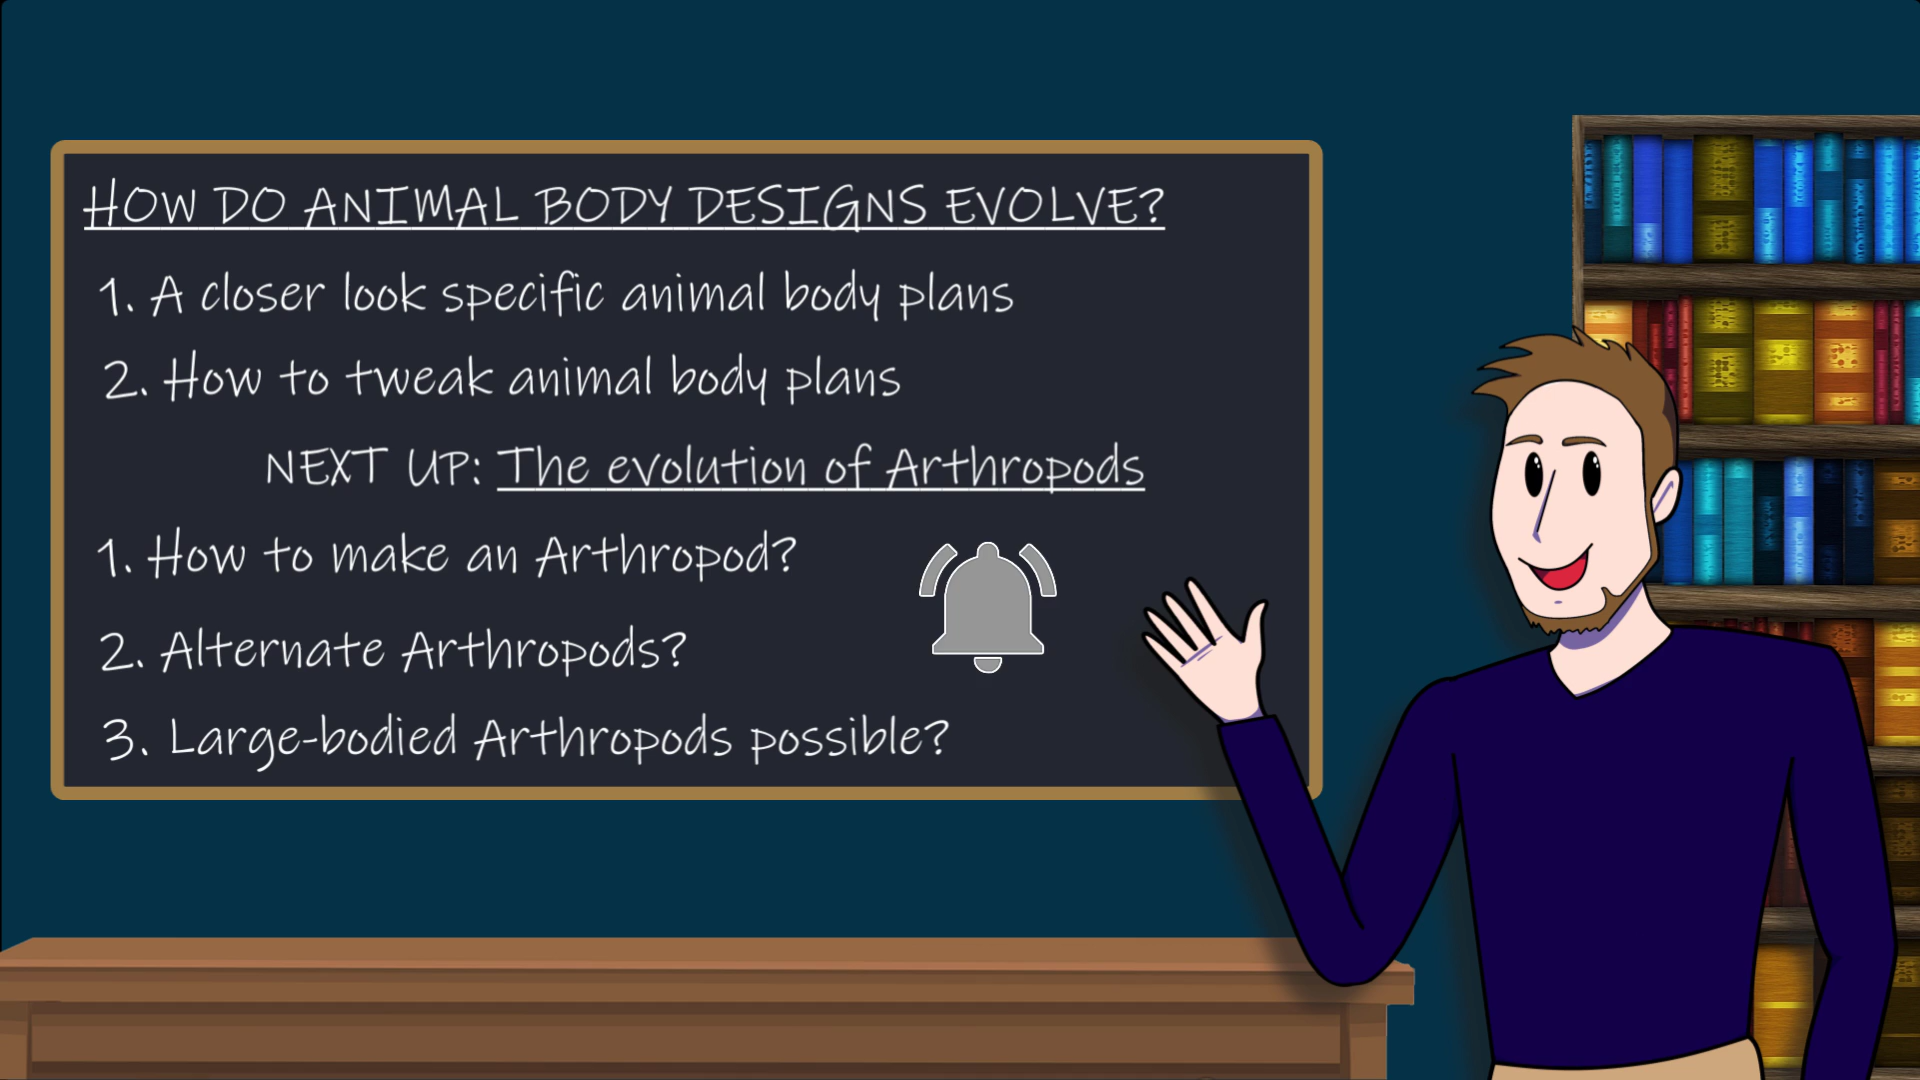 HOW DO ANIMAL BODY DESIGNS EVOLVE?
1. A closer look specific animal body plans
2. How to tweak animal body plans
NEXT UP: The evolution of Arthropods
1. How to make an Arthropod?
2. Alternate Arthropods?
3. Large-bodied Arthropods possible?